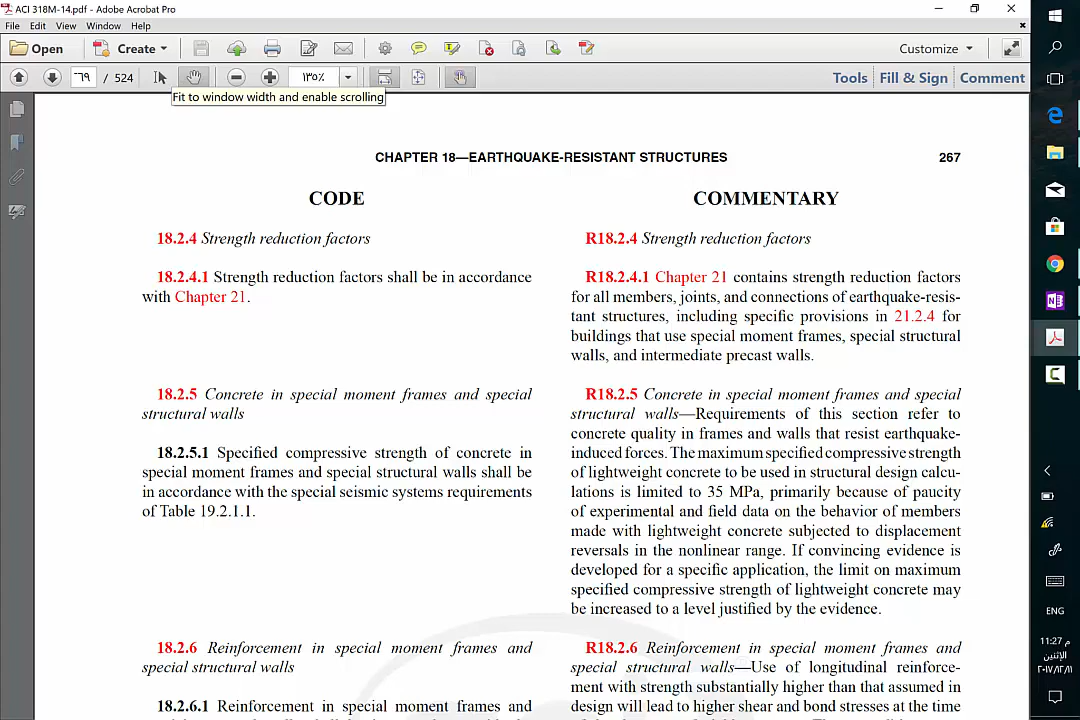 ACI 318M-14.pdf - Adobe Acrobat Pro
File Edit View Window Help
Open Create Customize
/ 524 ١٣٥٪ Tools Fill & Sign Comment
Fit to window width and enable scrolling
CHAPTER 18—EARTHQUAKE-RESISTANT STRUCTURES 267
CODE
18.2.4 Strength reduction factors
18.2.4.1 Strength reduction factors shall be in accordance
with Chapter 21.
18.2.5 Concrete in special moment frames and special
structural walls
18.2.5.1 Specified compressive strength of concrete in
special moment frames and special structural walls shall be
in accordance with the special seismic systems requirements
of Table 19.2.1.1.
18.2.6 Reinforcement in special moment frames and
special structural walls
18.2.6.1 Reinforcement in special moment frames and
COMMENTARY
R18.2.4 Strength reduction factors
R18.2.4.1 Chapter 21 contains strength reduction factors
for all members, joints, and connections of earthquake-resis-
tant structures, including specific provisions in 21.2.4 for
buildings that use special moment frames, special structural
walls, and intermediate precast walls.
R18.2.5 Concrete in special moment frames and special
structural walls—Requirements of this section refer to
concrete quality in frames and walls that resist earthquake-
induced forces. The maximum specified compressive strength
of lightweight concrete to be used in structural design calcu-
lations is limited to 35 MPa, primarily because of paucity
of experimental and field data on the behavior of members
made with lightweight concrete subjected to displacement
reversals in the nonlinear range. If convincing evidence is
developed for a specific application, the limit on maximum
specified compressive strength of lightweight concrete may
be increased to a level justified by the evidence.
R18.2.6 Reinforcement in special moment frames and
special structural walls—Use of longitudinal reinforce-
ment with strength substantially higher than that assumed in
design will lead to higher shear and bond stresses at the time
ENG
11:27 م
الإثنين
٢٠١٧/١٢/١١